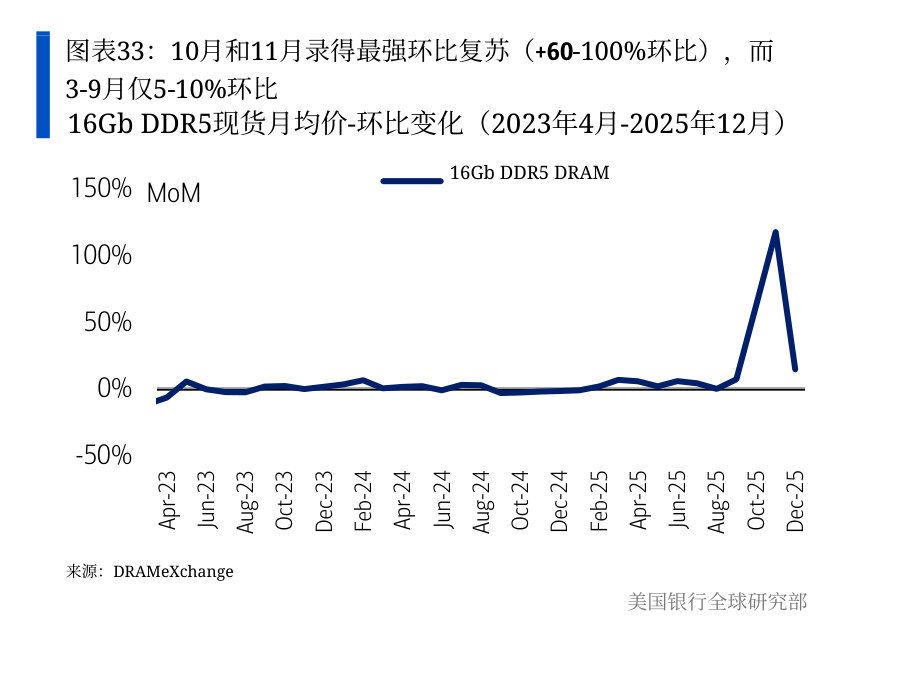 图表33：10月和11月录得最强环比复苏（+60-100%环比），而
3-9月仅5-10%环比
16Gb DDR5现货月均价-环比变化（2023年4月-2025年12月）
16Gb DDR5 DRAM
150%
MoM
100%
50%
0%
-50%
Apr-23
Jun-23
Aug-23
Oct-23
Dec-23
Feb-24
Apr-24
Jun-24
Aug-24
Oct-24
Dec-24
Feb-25
Apr-25
Jun-25
Aug-25
Oct-25
Dec-25
来源：DRAMeXchange
美国银行全球研究部